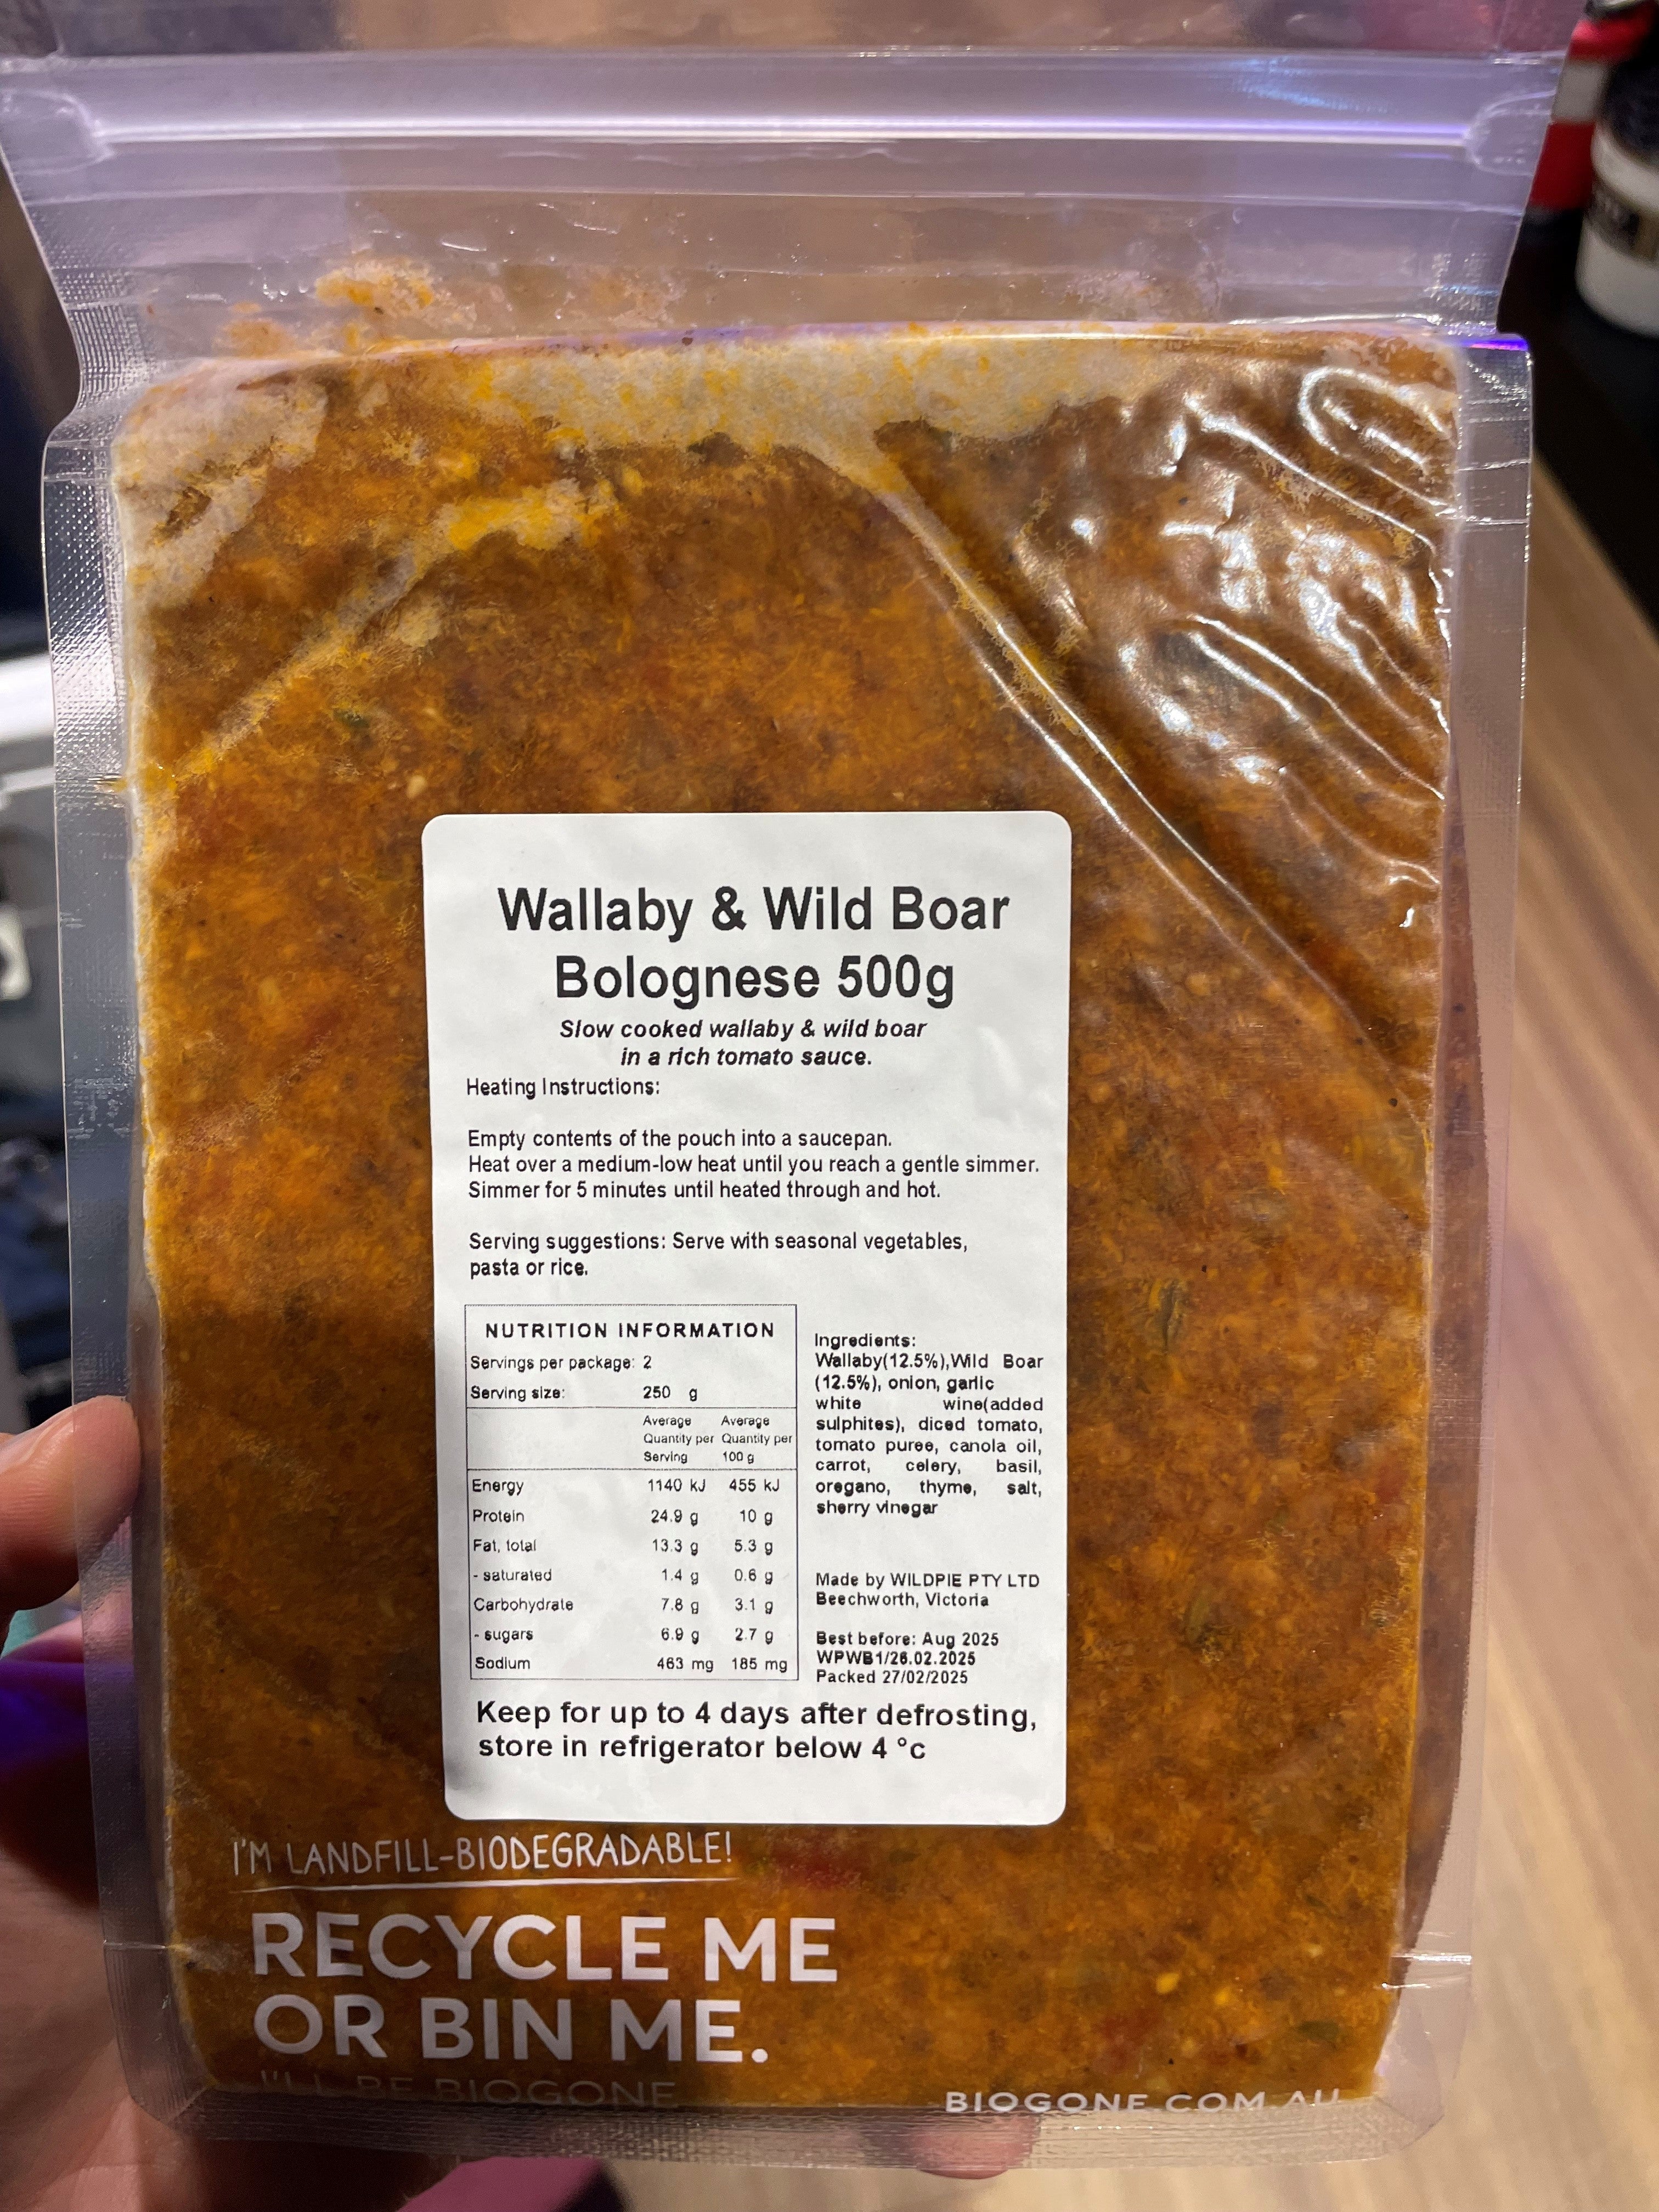 Wallaby & Wild Boar
Bolognese 500g
Slow cooked wallaby & wild boar
in a rich tomato sauce.
Heating Instructions:
Empty contents of the pouch into a saucepan.
Heat over a medium-low heat until you reach a gentle simmer.
Simmer for 5 minutes until heated through and hot.
Serving suggestions: Serve with seasonal vegetables,
pasta or rice.
NUTRITION INFORMATION
Servings per package: 2
Serving size: 250 g
Average Average
Quantity per Quantity per
Serving 100 g
Energy 1140 kJ 455 kJ
Protein 24.9 g 10 g
Fat, total 13.3 g 5.3 g
- saturated 1.4 g 0.6 g
Carbohydrate 7.8 g 3.1 g
- sugars 6.9 g 2.7 g
Sodium 463 mg 185 mg
Ingredients:
Wallaby(12.5%),Wild Boar
(12.5%), onion, garlic
white wine(added
sulphites), diced tomato,
tomato puree, canola oil,
carrot, celery, basil,
oregano, thyme, salt,
sherry vinegar
Made by WILDPIE PTY LTD
Beechworth, Victoria
Best before: Aug 2025
WPWB1/26.02.2025
Packed 27/02/2025
Keep for up to 4 days after defrosting,
store in refrigerator below 4 °c
I'M LANDFILL-BIODEGRADABLE!
RECYCLE ME
OR BIN ME.
I'LL BE BIOGONE
BIOGONE.COM.AU